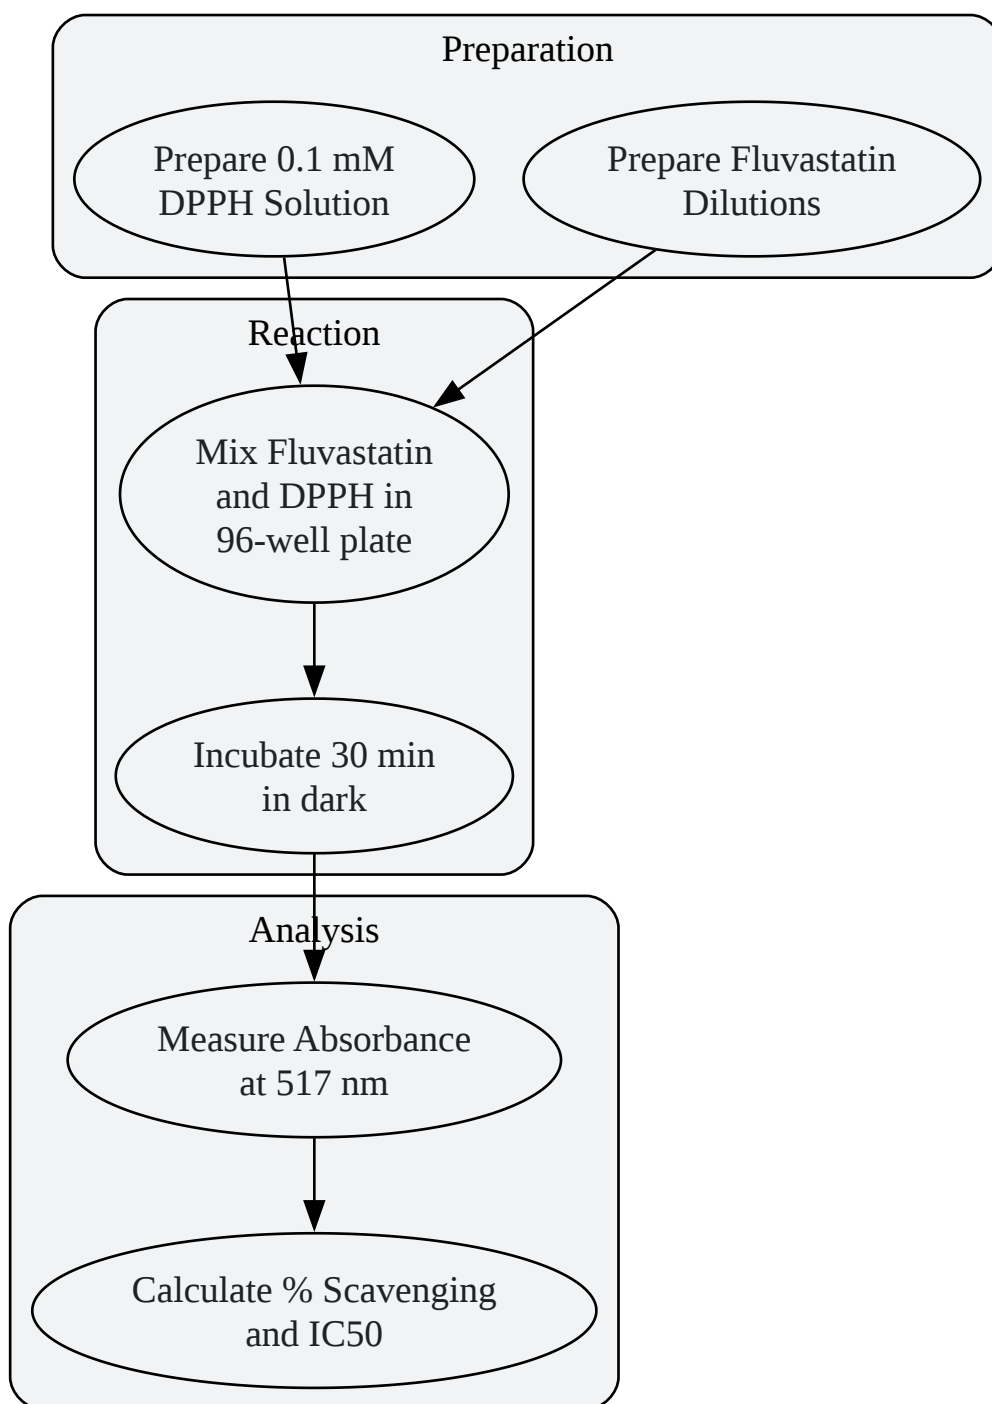 Preparation
Prepare 0.1 mM
DPPH Solution
Prepare Fluvastatin
Dilutions
Reaction
Mix Fluvastatin
and DPPH in
96-well plate
Incubate 30 min
in dark
Analysis
Measure Absorbance
at 517 nm
Calculate % Scavenging
and IC50